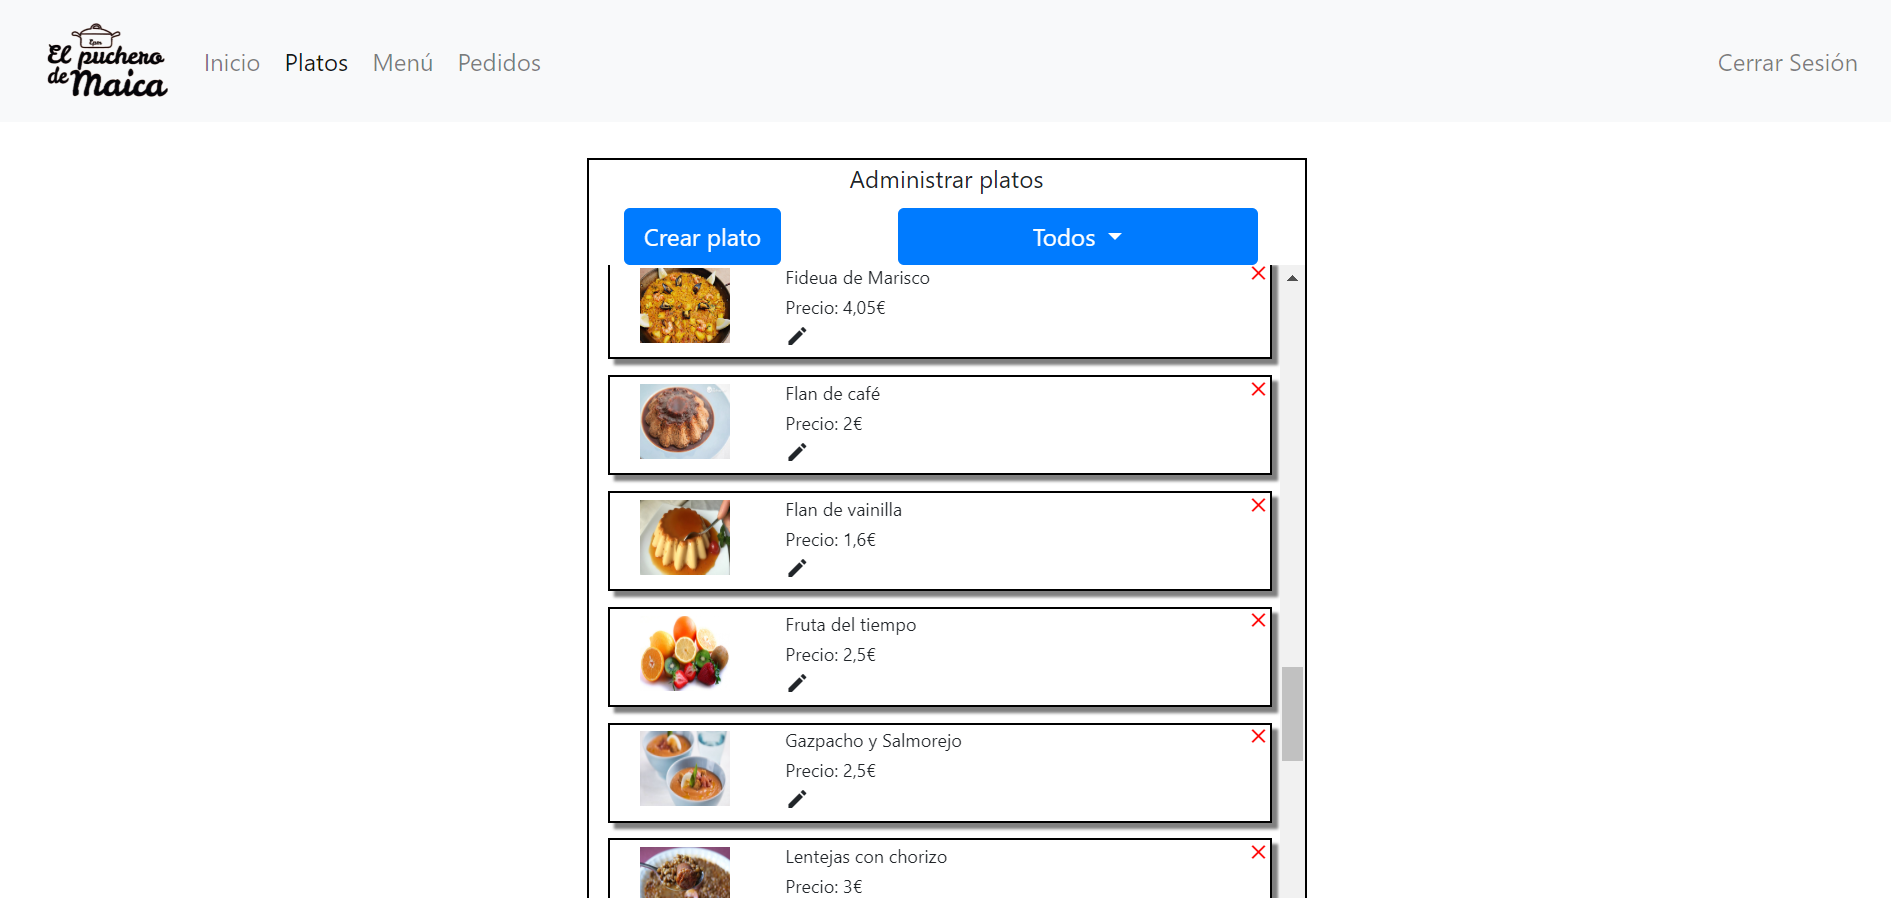 Epm
El puchero
de Maica
Inicio
Platos
Menú
Pedidos
Cerrar Sesión
Administrar platos
Crear plato
Todos
Fideua de Marisco
Precio: 4,05€
Flan de café
Precio: 2€
Flan de vainilla
Precio: 1,6€
Fruta del tiempo
Precio: 2,5€
Gazpacho y Salmorejo
Precio: 2,5€
Lentejas con chorizo
Precio: 3€